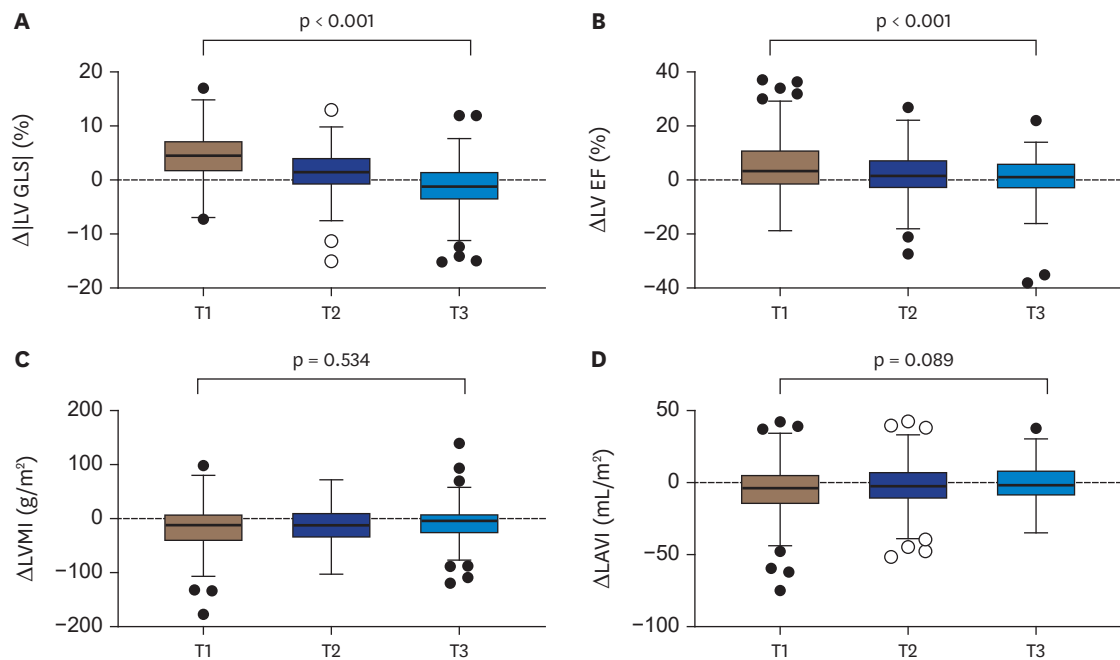 A
p < 0.001
Δ|LV GLS| (%)
20
10
0
−10
−20
T1
T2
T3
B
p < 0.001
ΔLV EF (%)
40
20
0
−20
−40
T1
T2
T3
C
p = 0.534
ΔLVMI (g/m²)
200
100
0
−100
−200
T1
T2
T3
D
p = 0.089
ΔLAVI (mL/m²)
50
0
−50
−100
T1
T2
T3